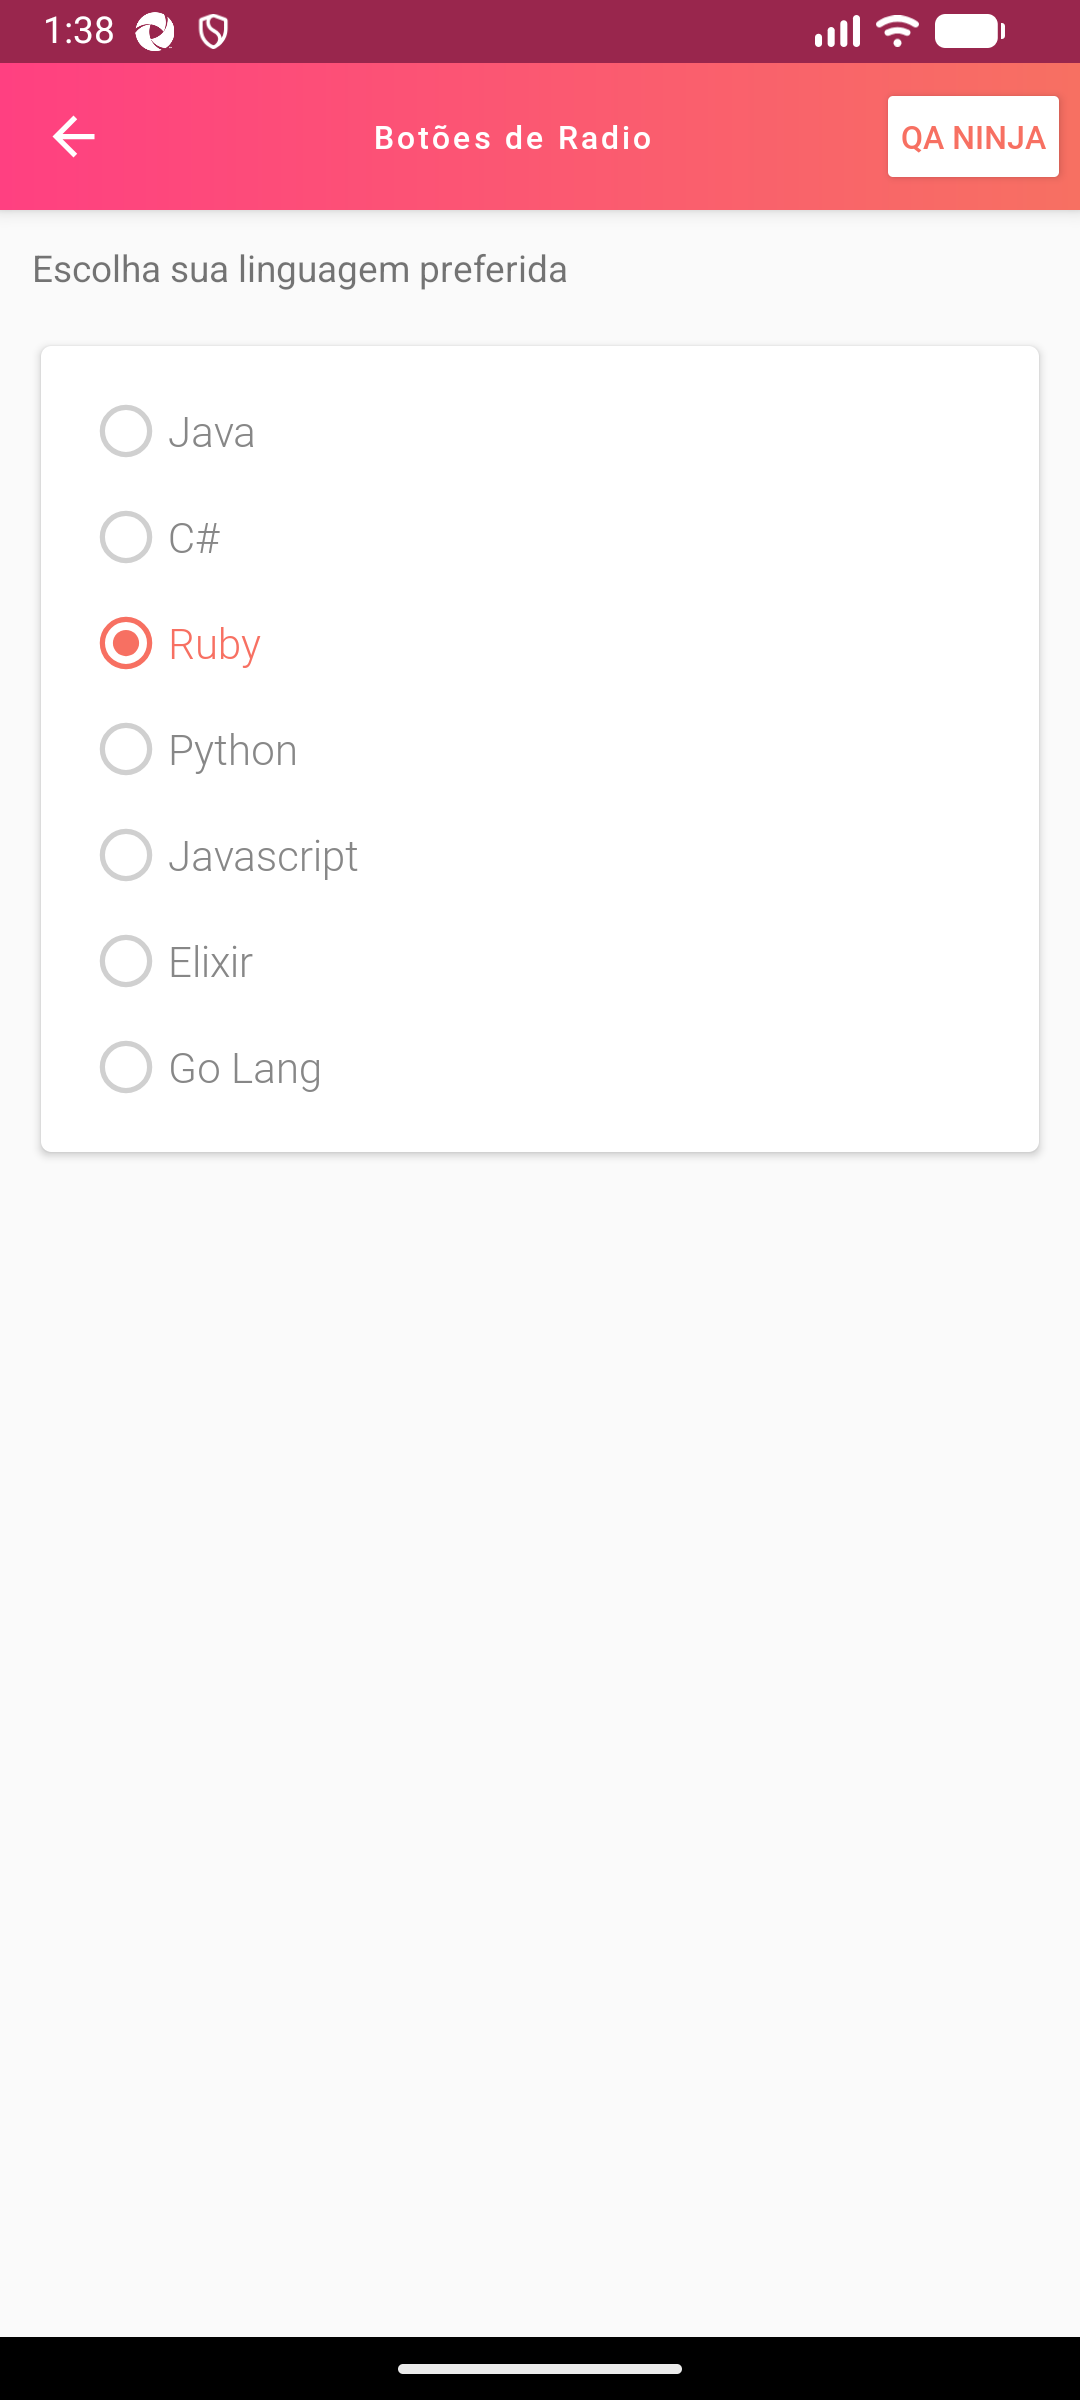 1:38
Botões de Radio
QA NINJA
Escolha sua linguagem preferida
Java
C#
Ruby
Python
Javascript
Elixir
Go Lang